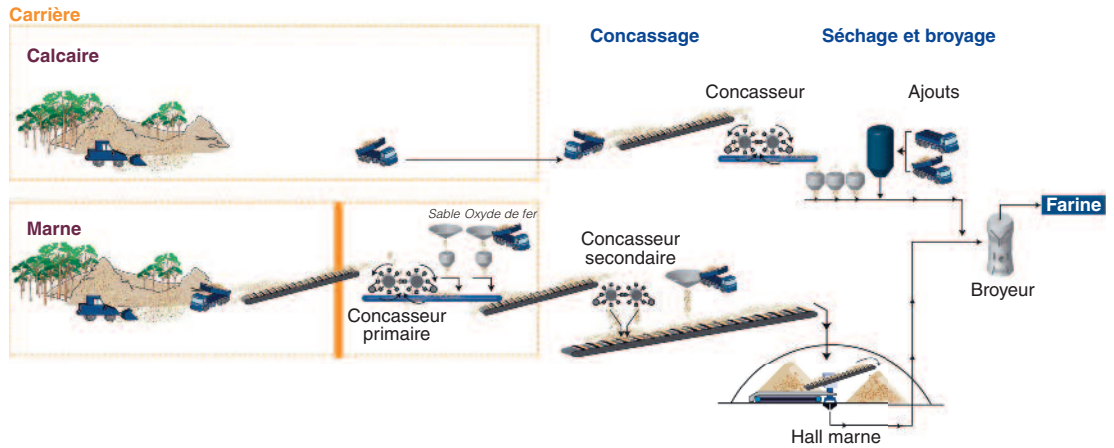 Carrière
Calcaire
Concassage
Séchage et broyage
Concasseur
Ajouts
Marne
Sable Oxyde de fer
Concasseur
secondaire
Farine
Concasseur
primaire
Broyeur
Hall marne